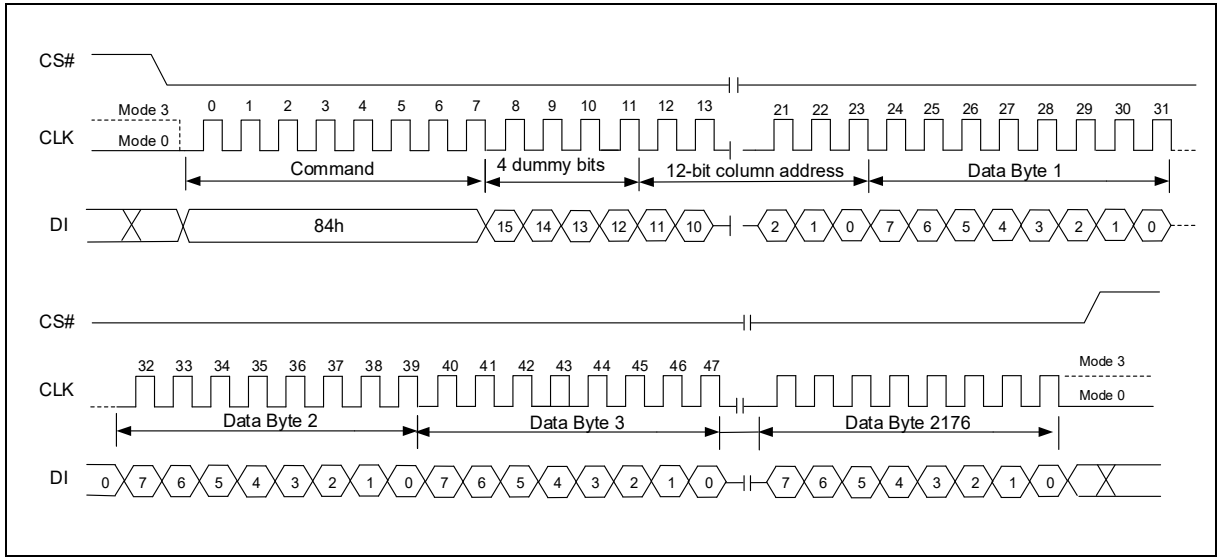 CS#
Mode 3 0 1 2 3 4 5 6 7 8 9 10 11 12 13 21 22 23 24 25 26 27 28 29 30 31
CLK
Mode 0
Command 4 dummy bits 12-bit column address Data Byte 1
DI 84h 15 14 13 12 11 10 2 1 0 7 6 5 4 3 2 1 0
CS#
32 33 34 35 36 37 38 39 40 41 42 43 44 45 46 47 Mode 3
CLK Mode 0
Data Byte 2 Data Byte 3 Data Byte 2176
DI 0 7 6 5 4 3 2 1 0 7 6 5 4 3 2 1 0 7 6 5 4 3 2 1 0